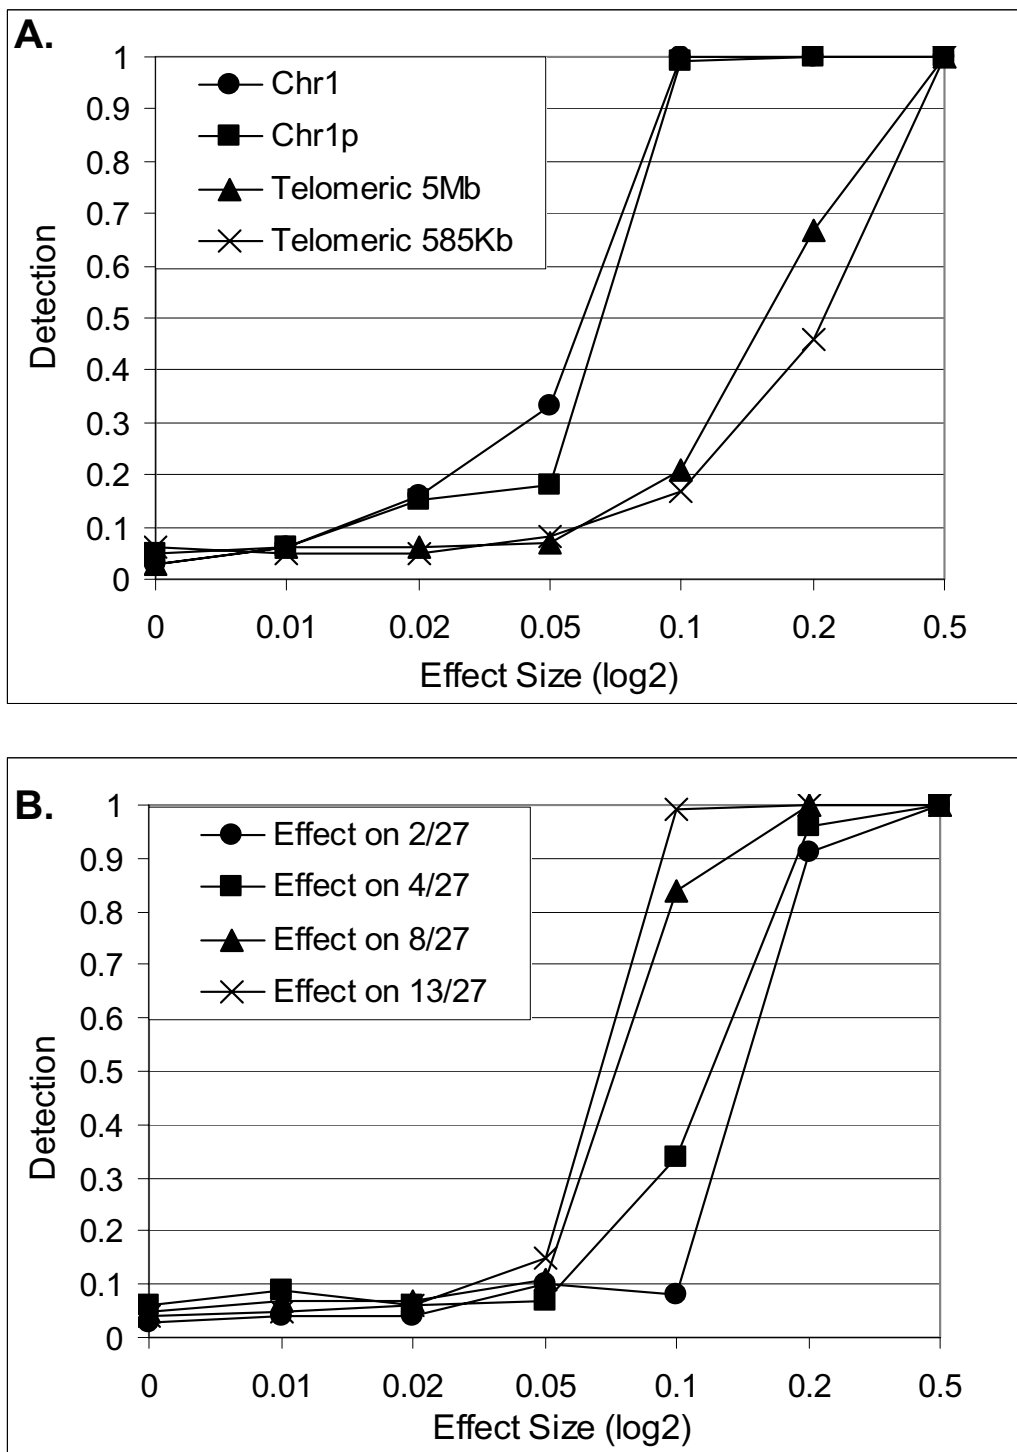 A.
Chr1
Chr1p
Telomeric 5Mb
Telomeric 585Kb
Detection
1
0.9
0.8
0.7
0.6
0.5
0.4
0.3
0.2
0.1
0
0 0.01 0.02 0.05 0.1 0.2 0.5
Effect Size (log2)
B.
Effect on 2/27
Effect on 4/27
Effect on 8/27
Effect on 13/27
Detection
1
0.9
0.8
0.7
0.6
0.5
0.4
0.3
0.2
0.1
0
0 0.01 0.02 0.05 0.1 0.2 0.5
Effect Size (log2)